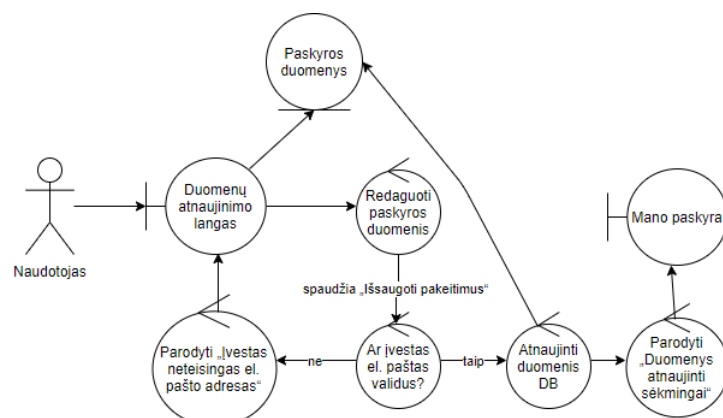 Paskyros
duomenys
Duomenų
atnaujinimo
langas
Redaguoti
paskyros
duomenis
Mano paskyra
Naudotojas
spaudžia „Išsaugoti pakeitimus“
Parodyti „Įvestas
neteisingas el.
pašto adresas“
ne
Ar įvestas
el. paštas
validus?
taip
Atnaujinti
duomenis
DB
Parodyti
„Duomenys
atnaujinti
sėkmingai“